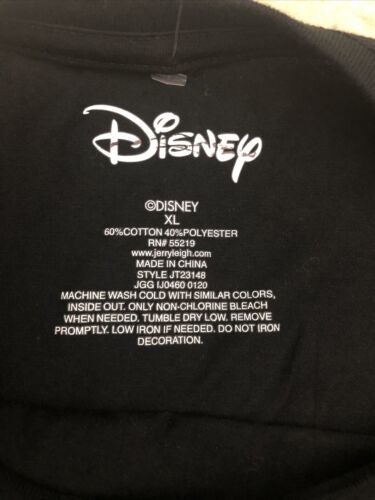 Disney
©DISNEY
XL
60%COTTON 40%POLYESTER
RN# 55219
www.jerryleigh.com
MADE IN CHINA
STYLE JT23148
JGG IJ0460 0120
MACHINE WASH COLD WITH SIMILAR COLORS,
INSIDE OUT. ONLY NON-CHLORINE BLEACH
WHEN NEEDED. TUMBLE DRY LOW. REMOVE
PROMPTLY. LOW IRON IF NEEDED. DO NOT IRON
DECORATION.